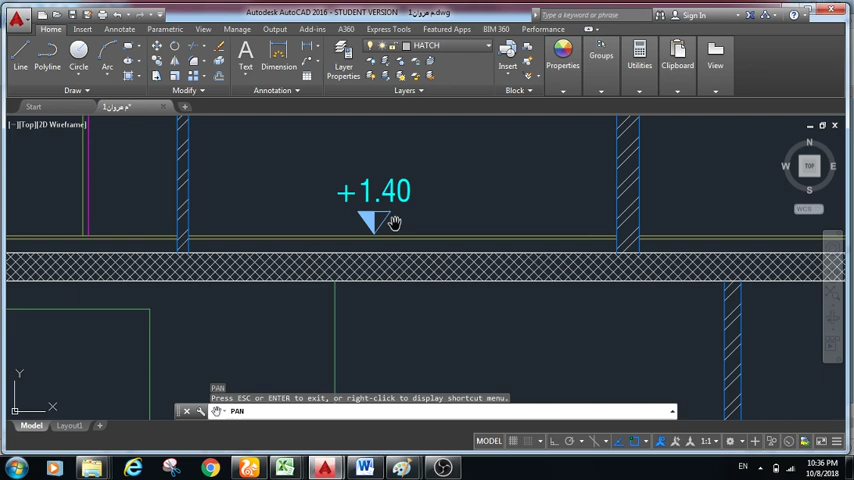 Autodesk AutoCAD 2016 - STUDENT VERSION م هروان1.dwg
Type a keyword or phrase
Sign In
Home Insert Annotate Parametric View Manage Output Add-ins A360 Express Tools Featured Apps BIM 360 Performance
HATCH
Line Polyline Circle Arc Text Dimension Layer Properties Insert Properties Groups Utilities Clipboard View
Draw Modify Annotation Layers Block
Start م هروان1*
[−][Top][2D Wireframe]
N
W TOP E
S
WCS
+1.40
Y
X
PAN
Press ESC or ENTER to exit, or right-click to display shortcut menu.
PAN
Model Layout1
MODEL 1:1
EN 10:36 PM
10/8/2018